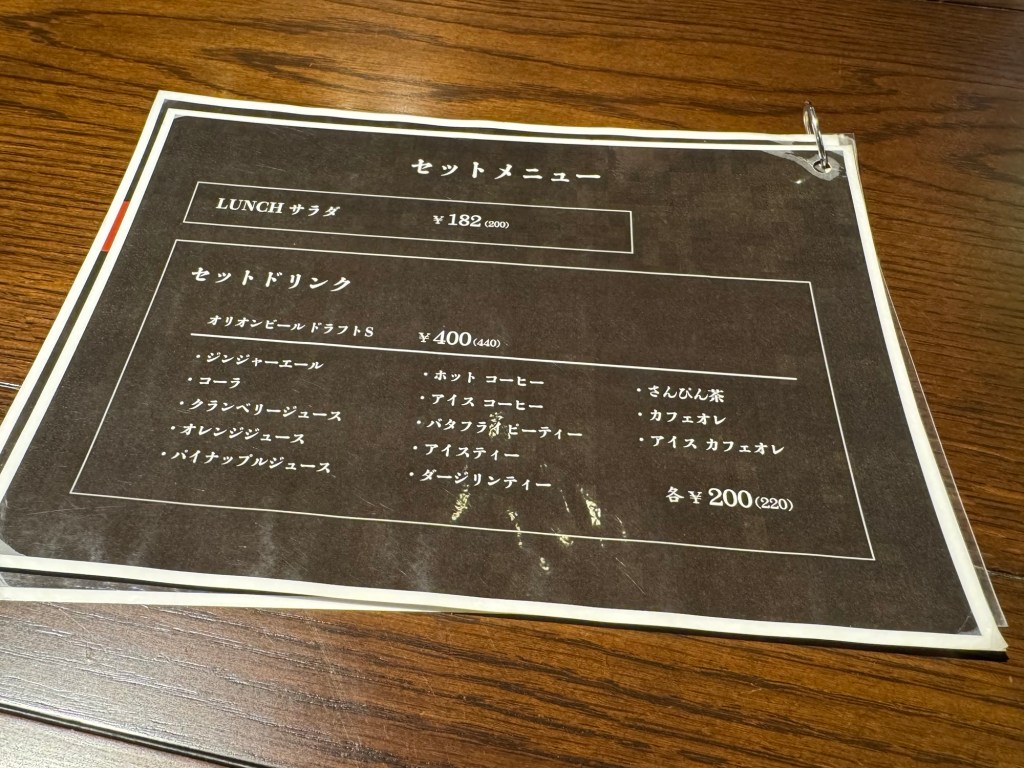 セットメニュー
LUNCH サラダ ¥182(200)
セットドリンク
オリオンビール ドラフトS ¥400(440)
・ジンジャーエール
・コーラ
・クランベリージュース
・オレンジジュース
・パイナップルジュース
・ホット コーヒー
・アイス コーヒー
・バタフライピーティー
・アイスティー
・ダージリンティー
・さんぴん茶
・カフェオレ
・アイス カフェオレ
各¥200(220)